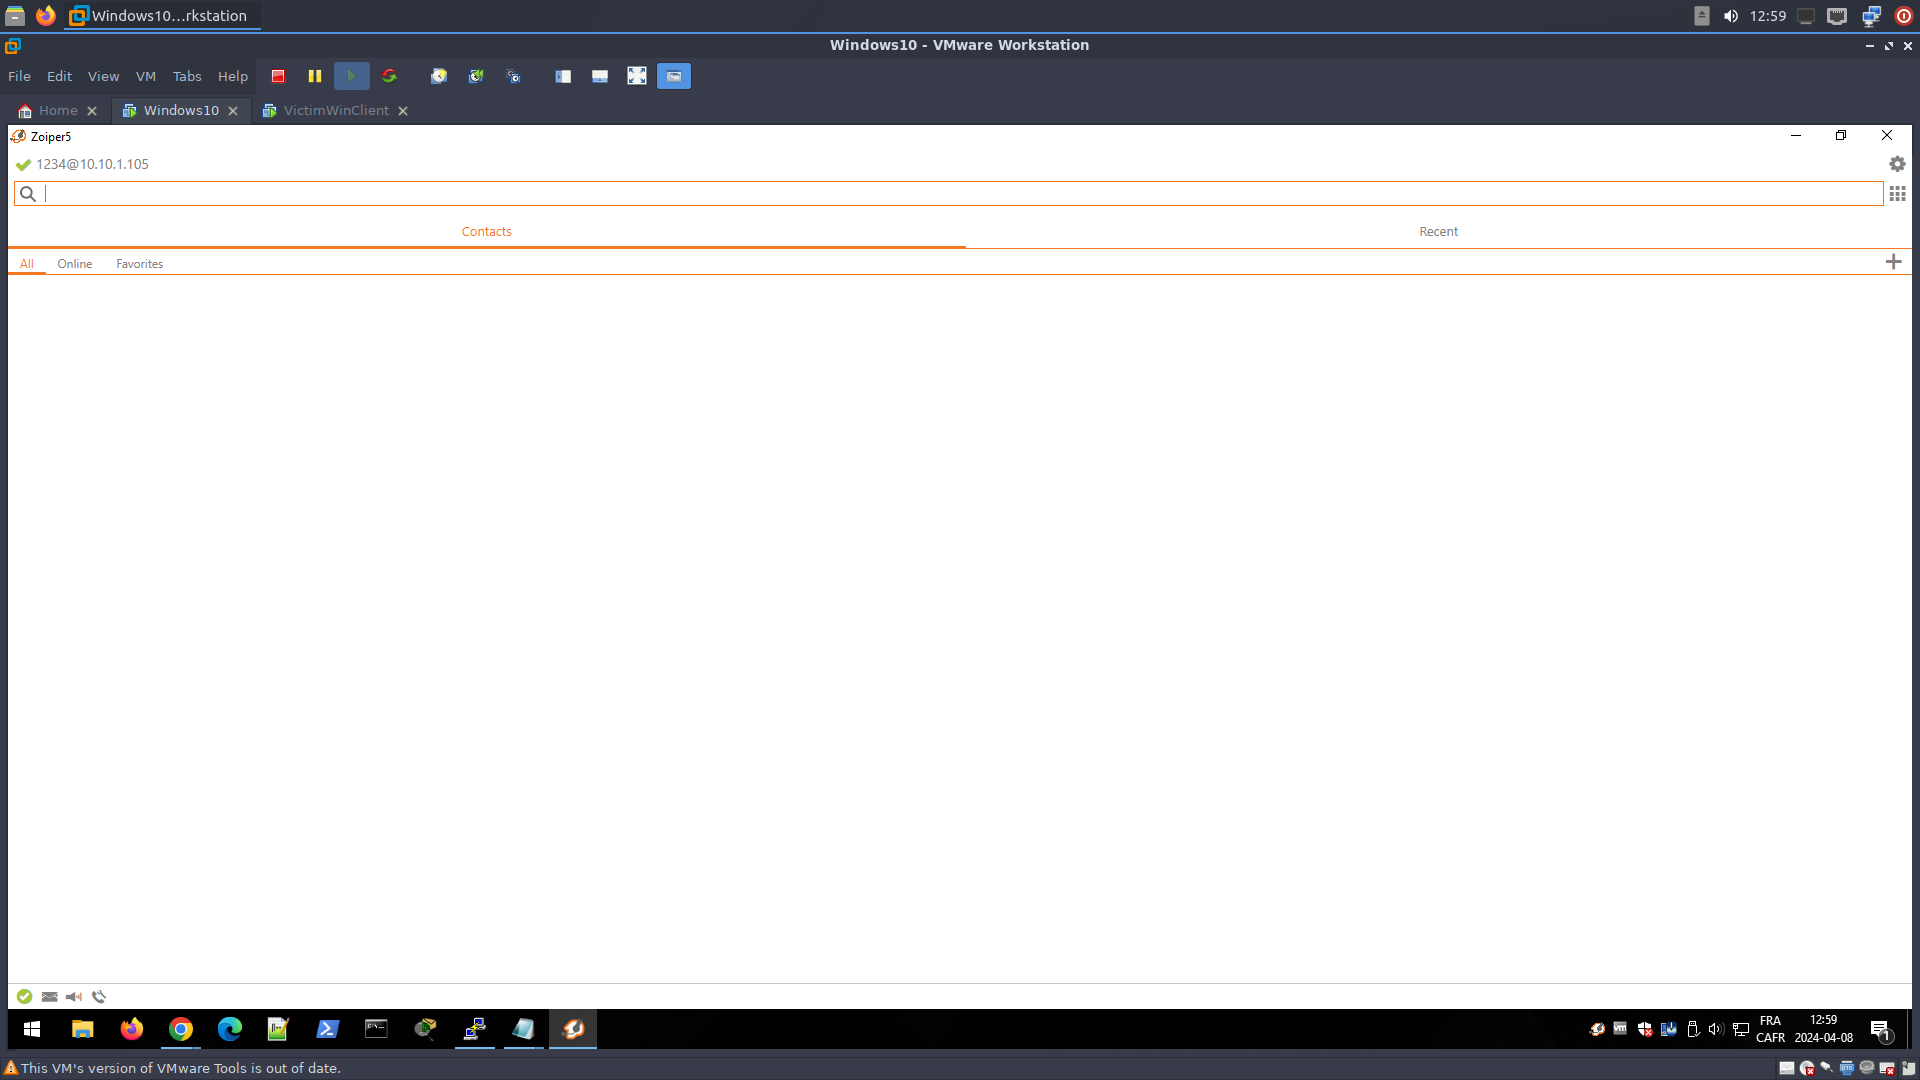 Windows10...rkstation
12:59
Windows10 - VMware Workstation
File Edit View VM Tabs Help
Home Windows10 VictimWinClient
Zoiper5
1234@10.10.1.105
Contacts Recent
All Online Favorites
FRA 12:59
CAFR 2024-04-08
1
This VM's version of VMware Tools is out of date.